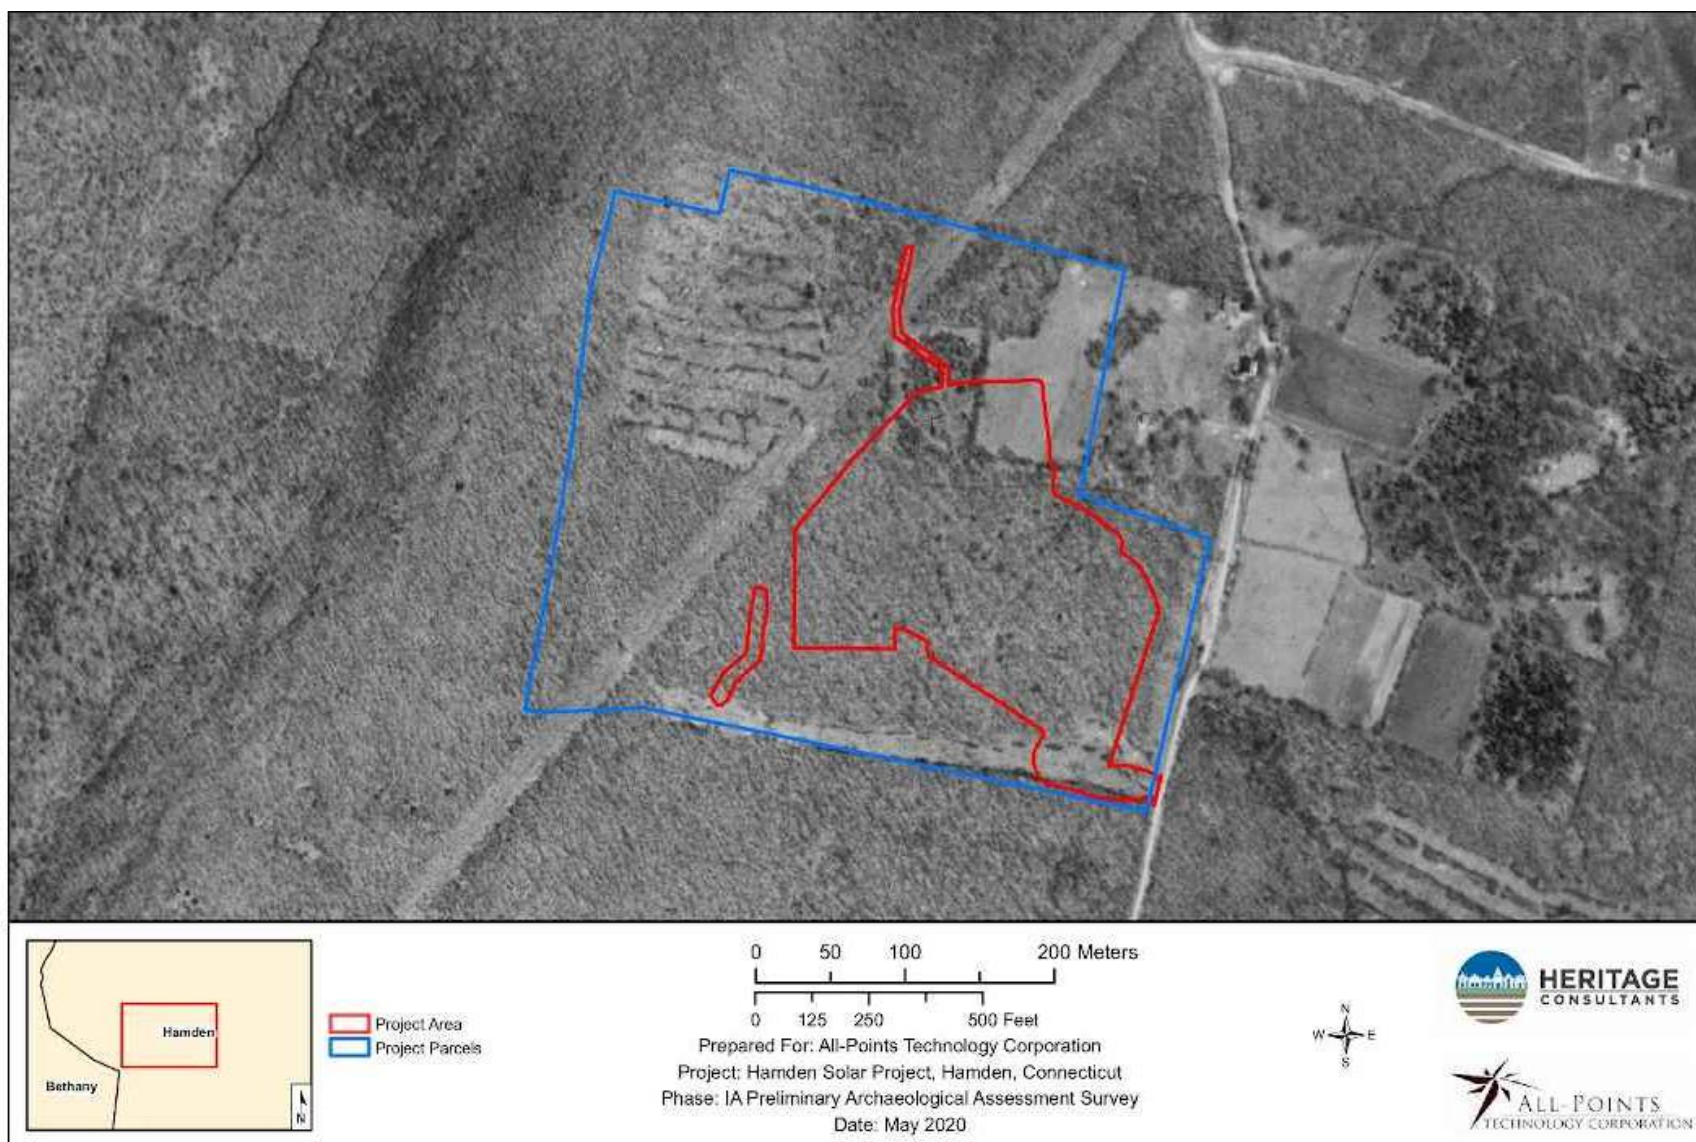 Hamden
Bethany
N
Project Area
Project Parcels
0 50 100 200 Meters
0 125 250 500 Feet
Prepared For: All-Points Technology Corporation
Project: Hamden Solar Project, Hamden, Connecticut
Phase: IA Preliminary Archaeological Assessment Survey
Date: May 2020
N
W E
S
HERITAGE
CONSULTANTS
ALL-POINTS
TECHNOLOGY CORPORATION